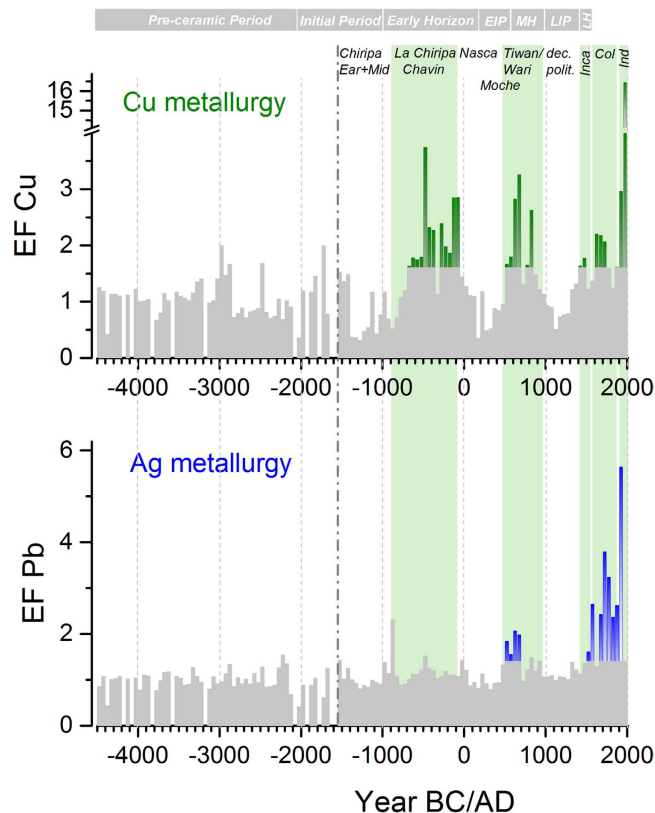 Pre-ceramic Period Initial Period Early Horizon EIP MH LIP LH
Chiripa La Chiripa Nasca Tiwan/ dec. Inca Col Ind
Ear+Mid Chavin Wari polit.
Moche
Cu metallurgy
EF Cu
16
15
3
2
1
0
-4000 -3000 -2000 -1000 0 1000 2000
Ag metallurgy
EF Pb
6
4
2
0
-4000 -3000 -2000 -1000 0 1000 2000
Year BC/AD